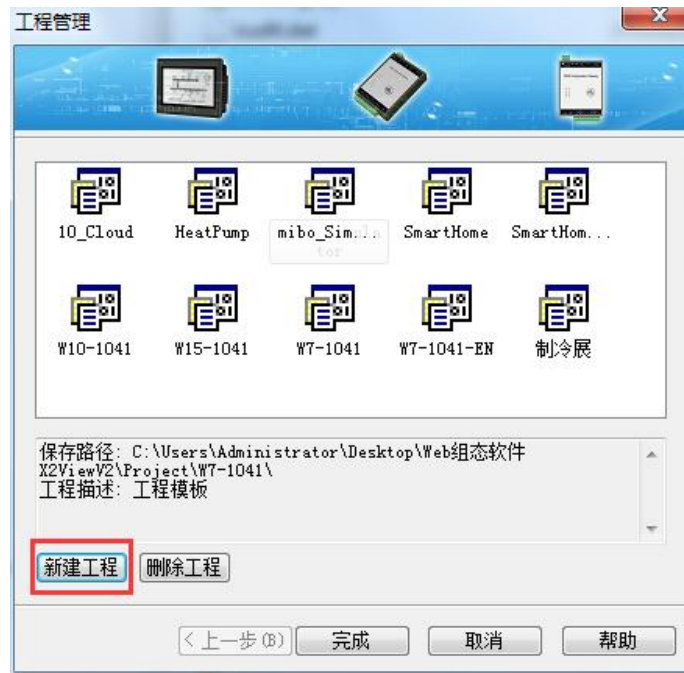 工程管理
10_Cloud
HeatPump
mibo_Sim...
SmartHome
SmartHom...
W10-1041
W15-1041
W7-1041
W7-1041-EN
制冷展
保存路径: C:\Users\Administrator\Desktop\Web组态软件
X2ViewV2\Project\W7-1041\
工程描述: 工程模板
新建工程
删除工程
<上一步(B)
完成
取消
帮助